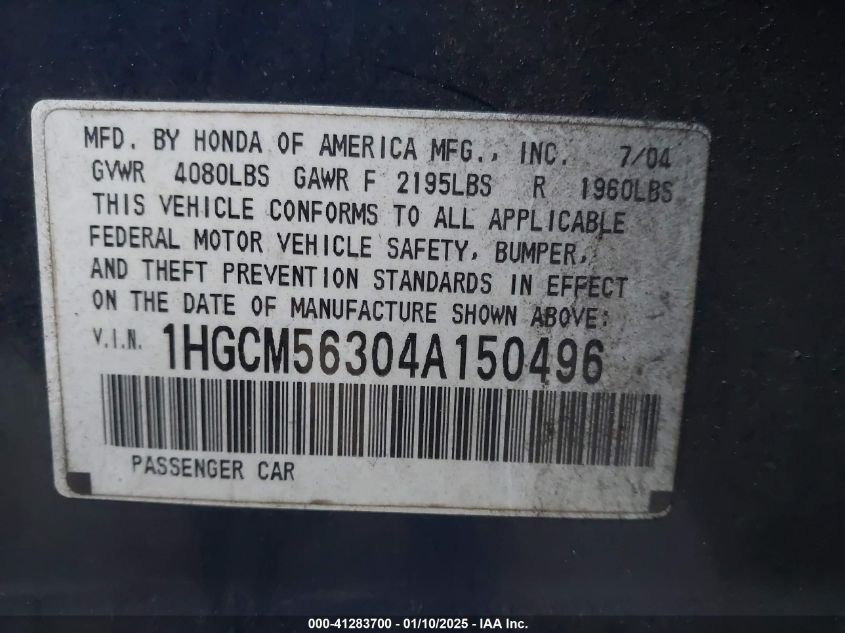 MFD. BY HONDA OF AMERICA MFG., INC. 7/04
GVWR 4080LBS GAWR F 2195LBS R 1960LBS
THIS VEHICLE CONFORMS TO ALL APPLICABLE
FEDERAL MOTOR VEHICLE SAFETY, BUMPER,
AND THEFT PREVENTION STANDARDS IN EFFECT
ON THE DATE OF MANUFACTURE SHOWN ABOVE:
V.I.N. 1HGCM56304A150496
PASSENGER CAR
000-41283700 - 01/10/2025 - IAA Inc.